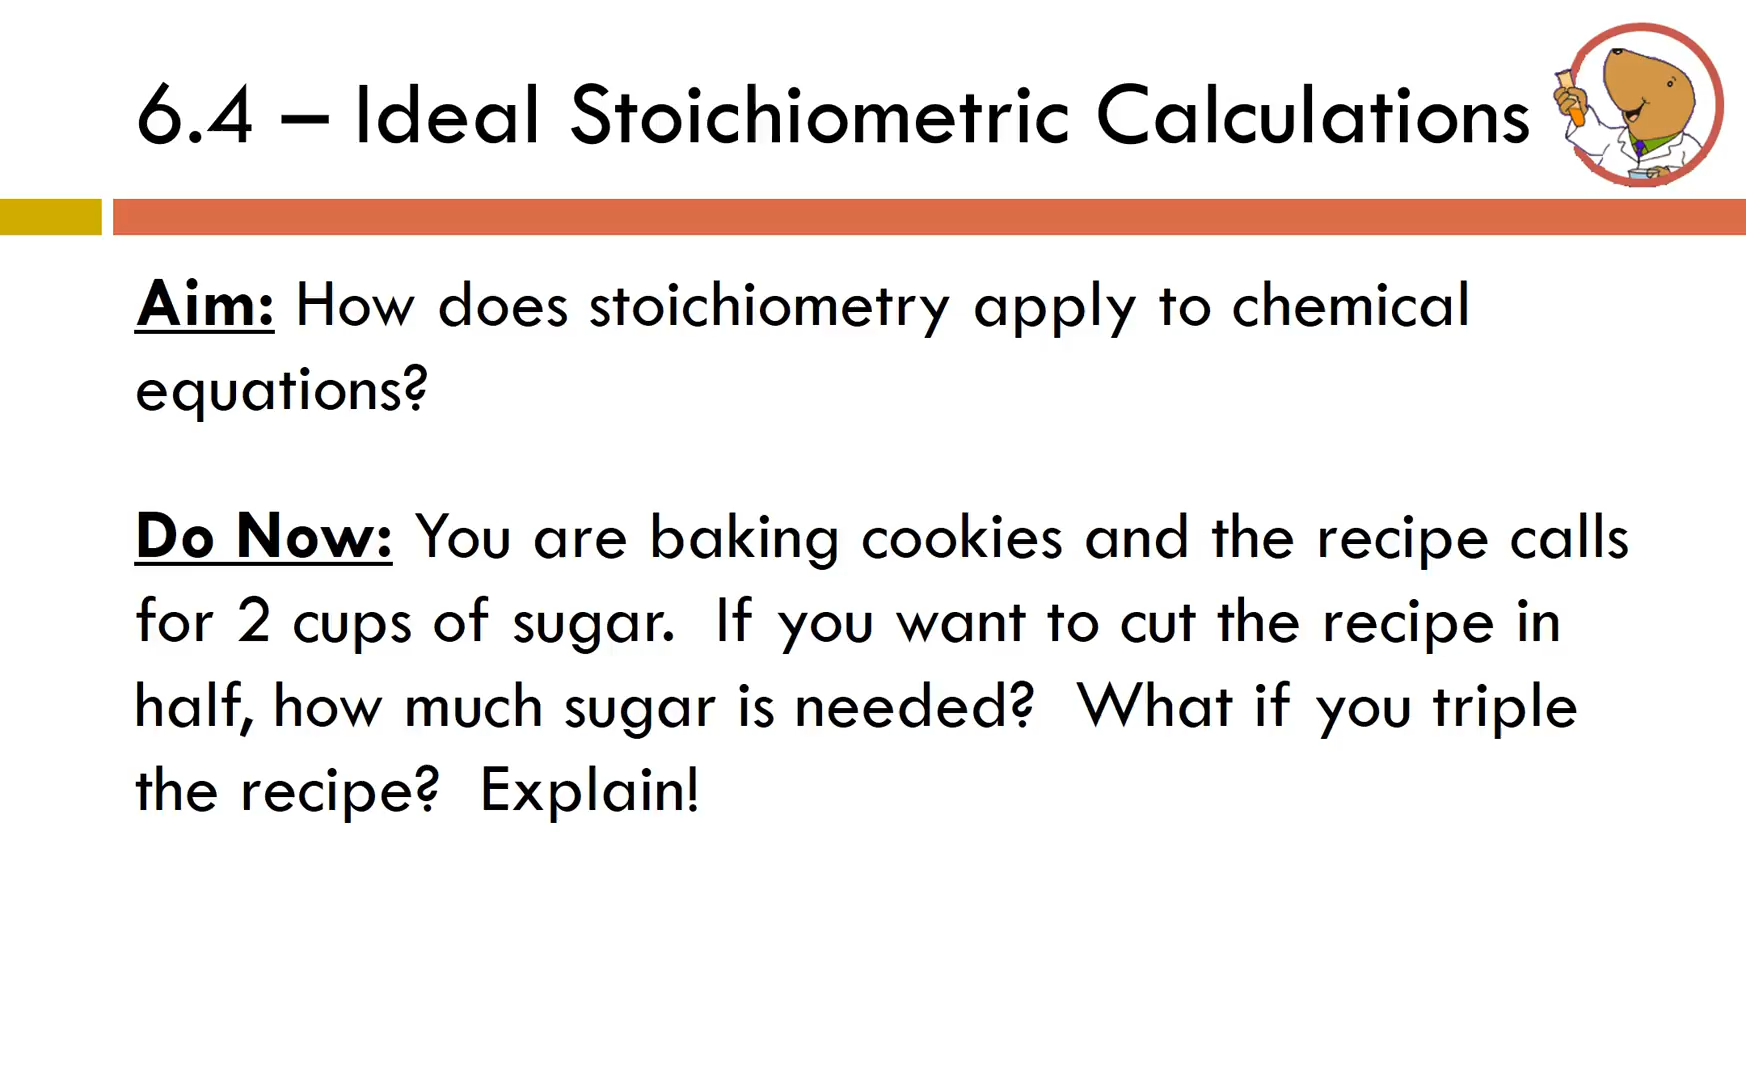 6.4 – Ideal Stoichiometric Calculations
Aim: How does stoichiometry apply to chemical
equations?
Do Now: You are baking cookies and the recipe calls
for 2 cups of sugar.  If you want to cut the recipe in
half, how much sugar is needed?  What if you triple
the recipe?  Explain!